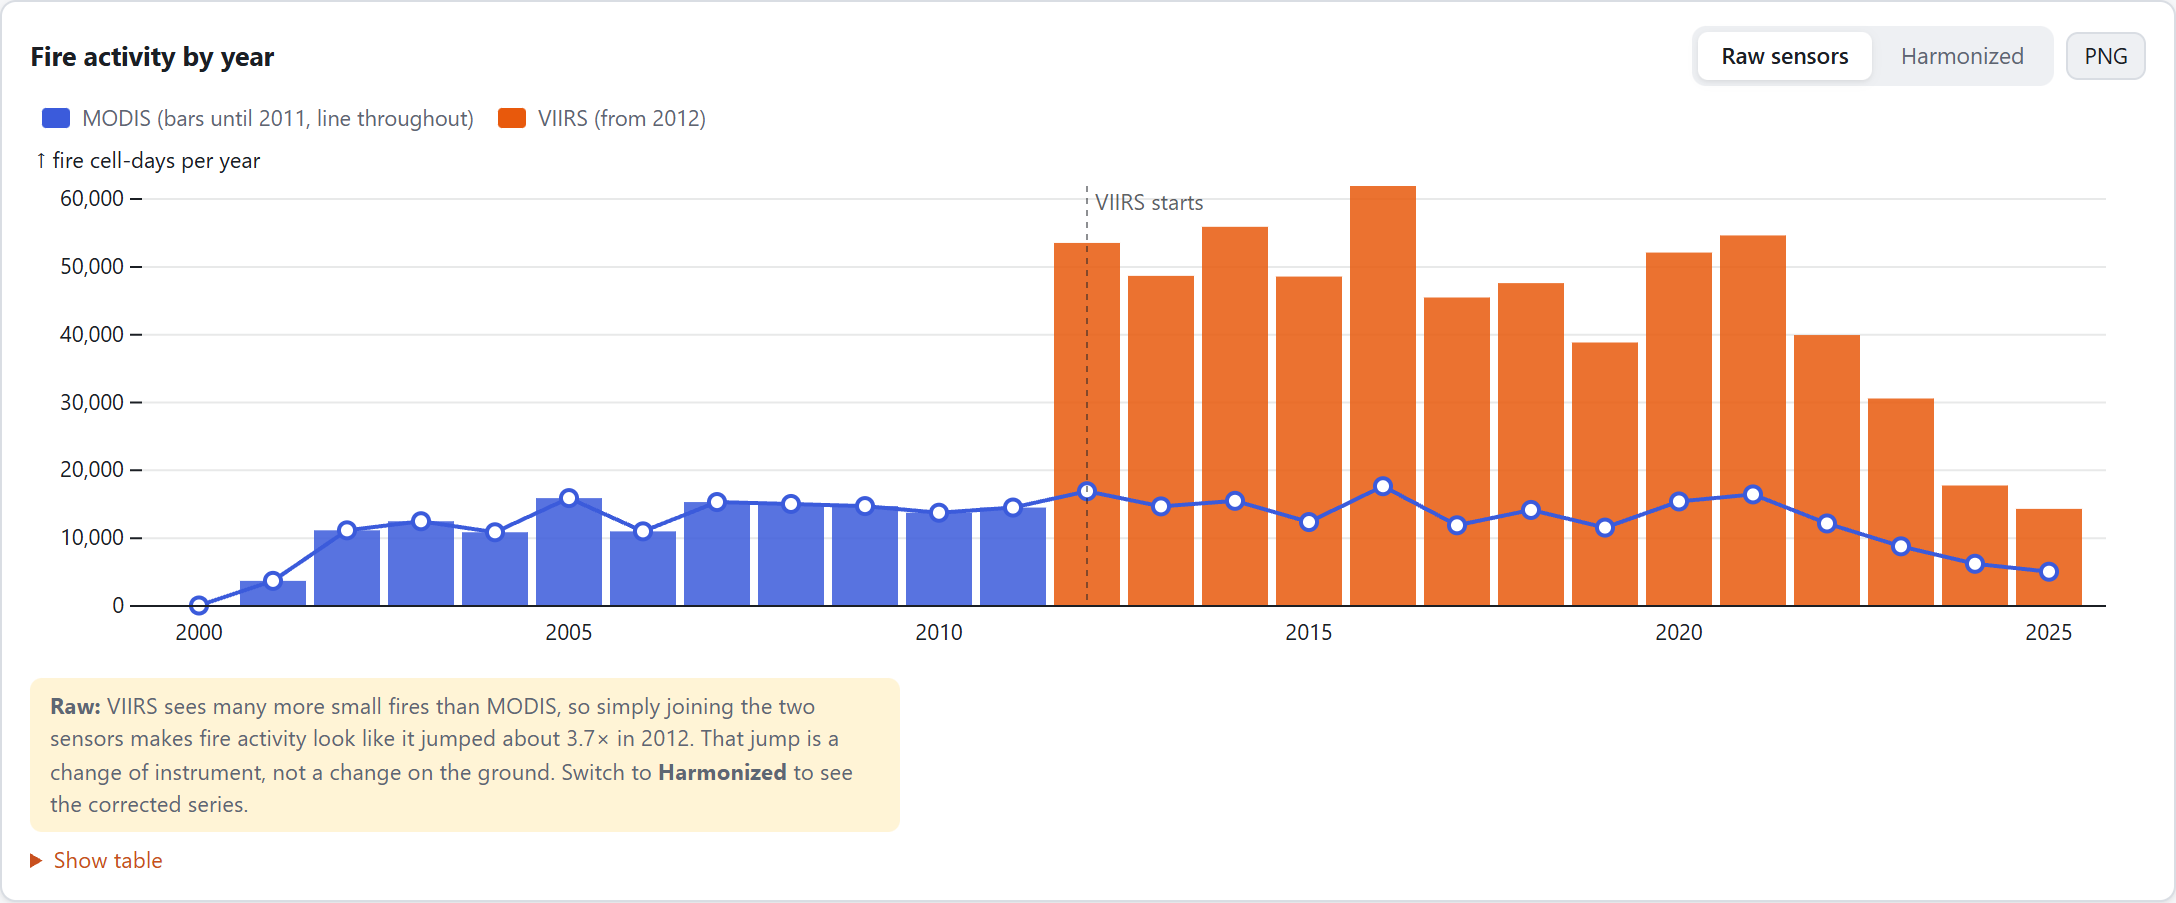 Fire activity by year
Raw sensors
Harmonized
PNG
MODIS (bars until 2011, line throughout)
VIIRS (from 2012)
↑ fire cell-days per year
60,000
50,000
40,000
30,000
20,000
10,000
0
VIIRS starts
2000
2005
2010
2015
2020
2025
Raw: VIIRS sees many more small fires than MODIS, so simply joining the two
sensors makes fire activity look like it jumped about 3.7× in 2012. That jump is a
change of instrument, not a change on the ground. Switch to Harmonized to see
the corrected series.
Show table